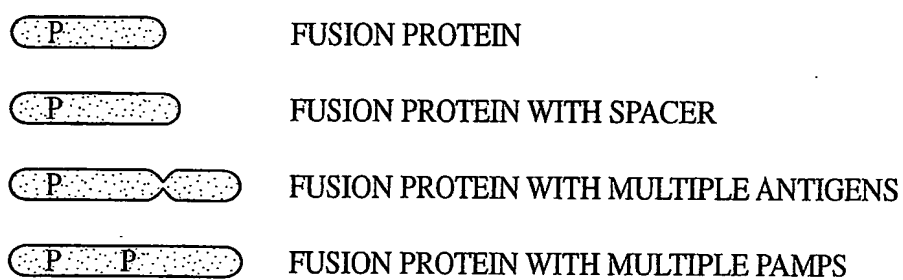 P FUSION PROTEIN
P FUSION PROTEIN WITH SPACER
P FUSION PROTEIN WITH MULTIPLE ANTIGENS
P P FUSION PROTEIN WITH MULTIPLE PAMPS